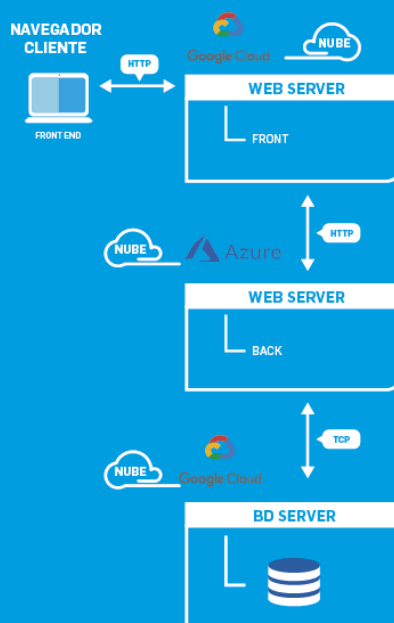 NAVEGADOR
CLIENTE
HTTP
Google Cloud
NUBE
WEB SERVER
FRONT END
FRONT
HTTP
NUBE
Azure
WEB SERVER
BACK
TCP
NUBE
Google Cloud
BD SERVER